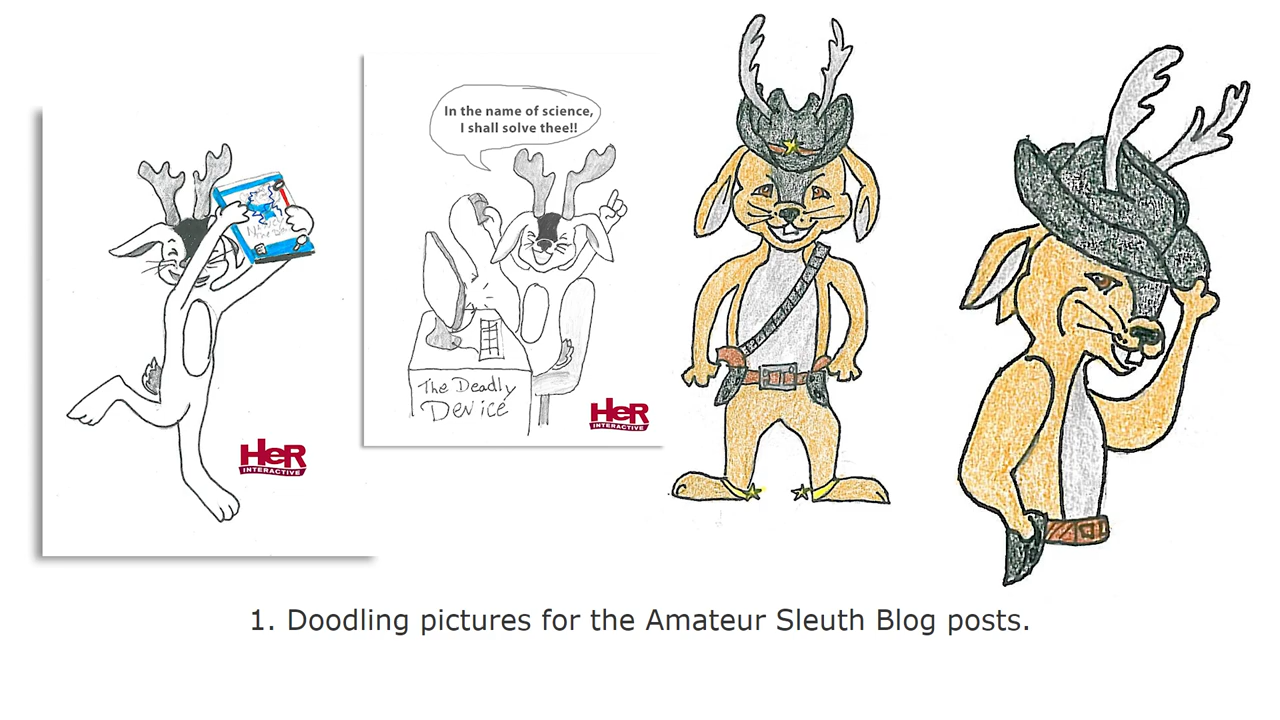 In the name of science,
I shall solve thee!!
The Deadly
Device
HeR
INTERACTIVE
HeR
INTERACTIVE
1. Doodling pictures for the Amateur Sleuth Blog posts.